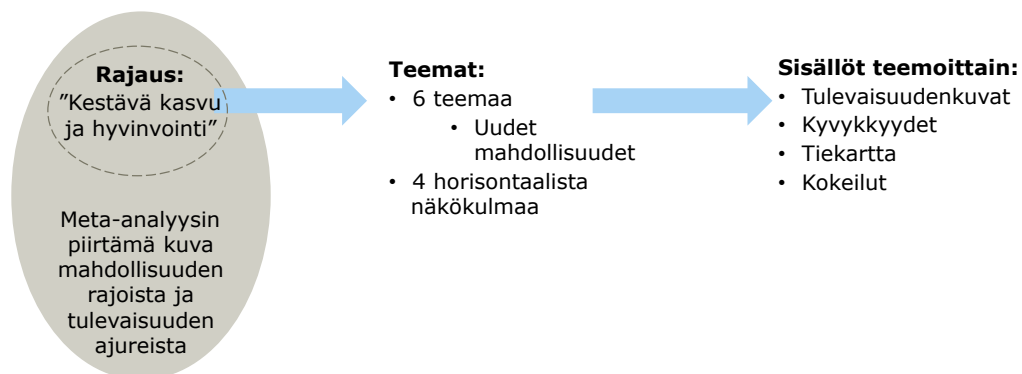 Rajaus:
”Kestävä kasvu
ja hyvinvointi”
Meta-analyysin
piirtämä kuva
mahdollisuuden
rajoista ja
tulevaisuuden
ajureista
Teemat:
• 6 teemaa
• Uudet
mahdollisuudet
• 4 horisontaalista
näkökulmaa
Sisällöt teemoittain:
• Tulevaisuudenkuvat
• Kyvykkyydet
• Tiekartta
• Kokeilut